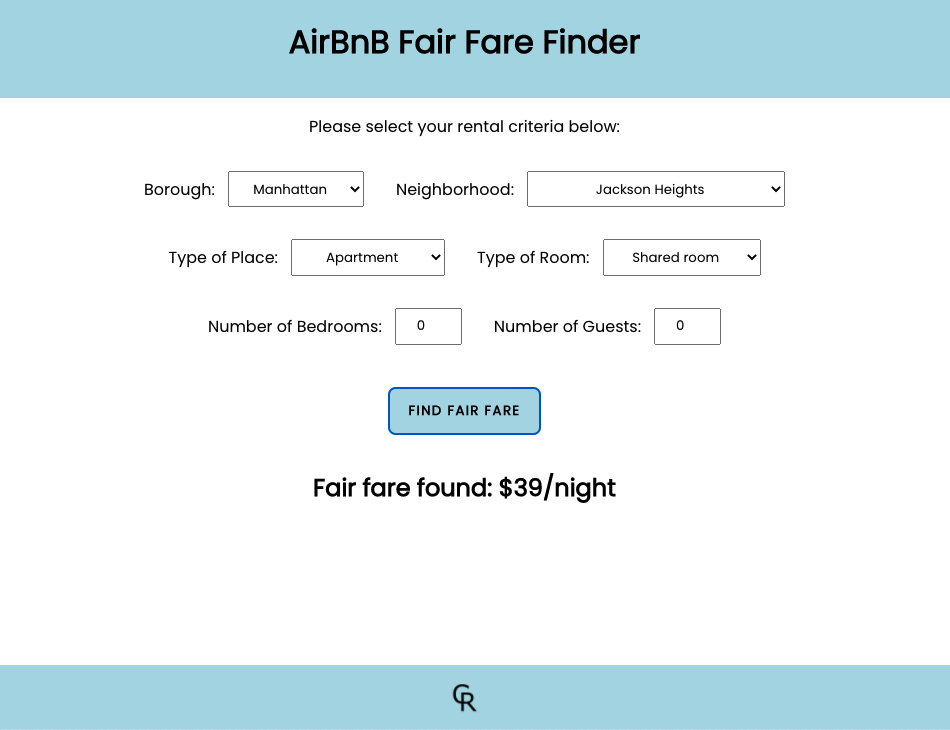 AirBnB Fair Fare Finder
Please select your rental criteria below:
Borough: Manhattan Neighborhood: Jackson Heights
Type of Place: Apartment Type of Room: Shared room
Number of Bedrooms: 0 Number of Guests: 0
FIND FAIR FARE
Fair fare found: $39/night
CR